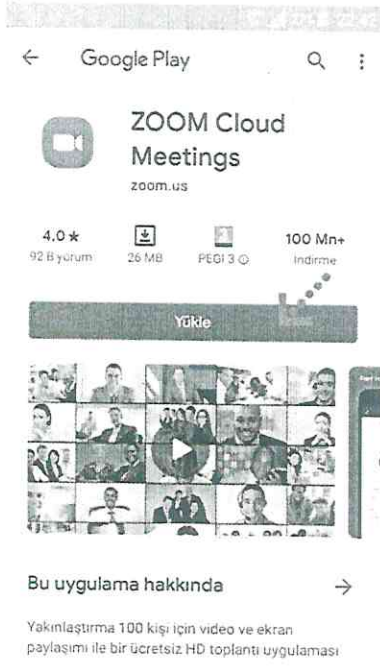 Google Play
ZOOM Cloud
Meetings
zoom.us
4.0★
92 B yorum
26 MB
PEGI 3
100 Mn+
İndirme
Yükle
Bu uygulama hakkında
Yakınlaştırma 100 kişi için video ve ekran
paylaşımı ile bir ücretsiz HD toplantı uygulaması